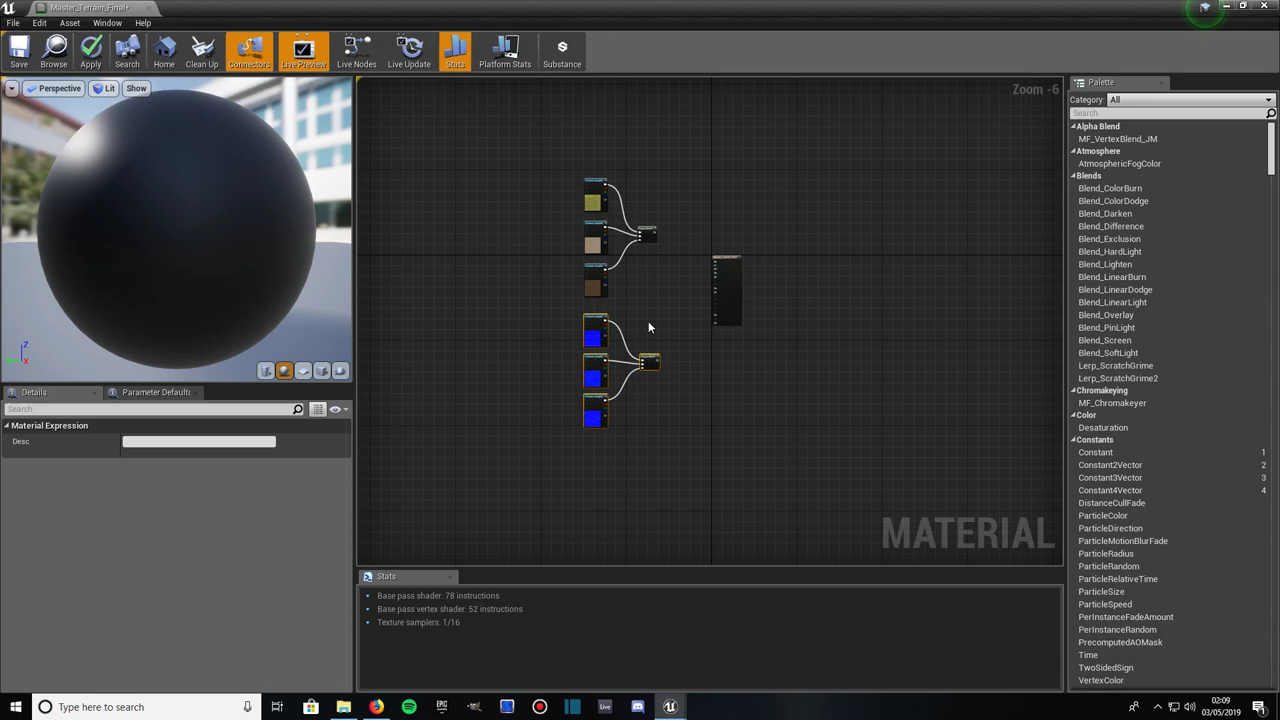 Master_Terrain_Final*
File Edit Asset Window Help
Save Browse Apply Search Home Clean Up Connectors Live Preview Live Nodes Live Update Stats Platform Stats Substance
Perspective Lit Show
Zoom -6
Z
X
MATERIAL
Details Parameter Defaults
Search
Material Expression
Desc
Stats
Base pass shader: 78 instructions
Base pass vertex shader: 52 instructions
Texture samplers: 1/16
Palette
Category: All
Search
Alpha Blend
MF_VertexBlend_JM
Atmosphere
AtmosphericFogColor
Blends
Blend_ColorBurn
Blend_ColorDodge
Blend_Darken
Blend_Difference
Blend_Exclusion
Blend_HardLight
Blend_Lighten
Blend_LinearBurn
Blend_LinearDodge
Blend_LinearLight
Blend_Overlay
Blend_PinLight
Blend_Screen
Blend_SoftLight
Lerp_ScratchGrime
Lerp_ScratchGrime2
Chromakeying
MF_Chromakeyer
Color
Desaturation
Constants
Constant 1
Constant2Vector 2
Constant3Vector 3
Constant4Vector 4
DistanceCullFade
ParticleColor
ParticleDirection
ParticleMotionBlurFade
ParticleRadius
ParticleRandom
ParticleRelativeTime
ParticleSize
ParticleSpeed
PerInstanceFadeAmount
PerInstanceRandom
PrecomputedAOMask
Time
TwoSidedSign
VertexColor
Type here to search
EPIC
Live
02:09
03/05/2019